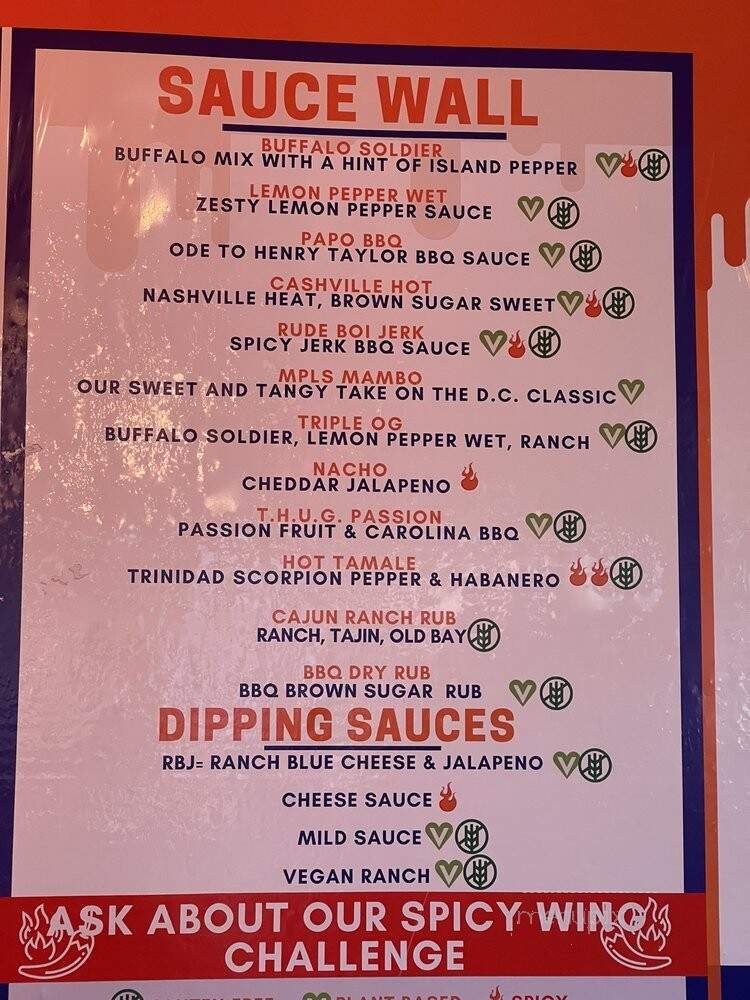 SAUCE WALL
BUFFALO SOLDIER
BUFFALO MIX WITH A HINT OF ISLAND PEPPER
LEMON PEPPER WET
ZESTY LEMON PEPPER SAUCE
PAPO BBQ
ODE TO HENRY TAYLOR BBQ SAUCE
CASHVILLE HOT
NASHVILLE HEAT, BROWN SUGAR SWEET
RUDE BOI JERK
SPICY JERK BBQ SAUCE
MPLS MAMBO
OUR SWEET AND TANGY TAKE ON THE D.C. CLASSIC
TRIPLE OG
BUFFALO SOLDIER, LEMON PEPPER WET, RANCH
NACHO
CHEDDAR JALAPENO
T.H.U.G. PASSION
PASSION FRUIT & CAROLINA BBQ
HOT TAMALE
TRINIDAD SCORPION PEPPER & HABANERO
CAJUN RANCH RUB
RANCH, TAJIN, OLD BAY
BBQ DRY RUB
BBQ BROWN SUGAR RUB
DIPPING SAUCES
RBJ= RANCH BLUE CHEESE & JALAPENO
CHEESE SAUCE
MILD SAUCE
VEGAN RANCH
ASK ABOUT OUR SPICY WING
CHALLENGE
GLUTEN FREE PLANT BASED SPICY